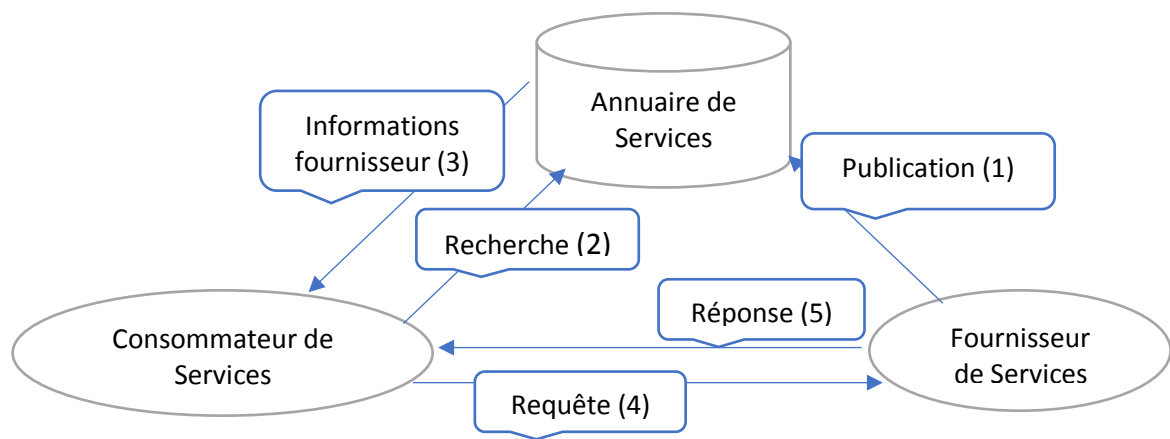 Annuaire de
Services
Informations
fournisseur (3)
Publication (1)
Recherche (2)
Réponse (5)
Consommateur de
Services
Fournisseur
de Services
Requête (4)